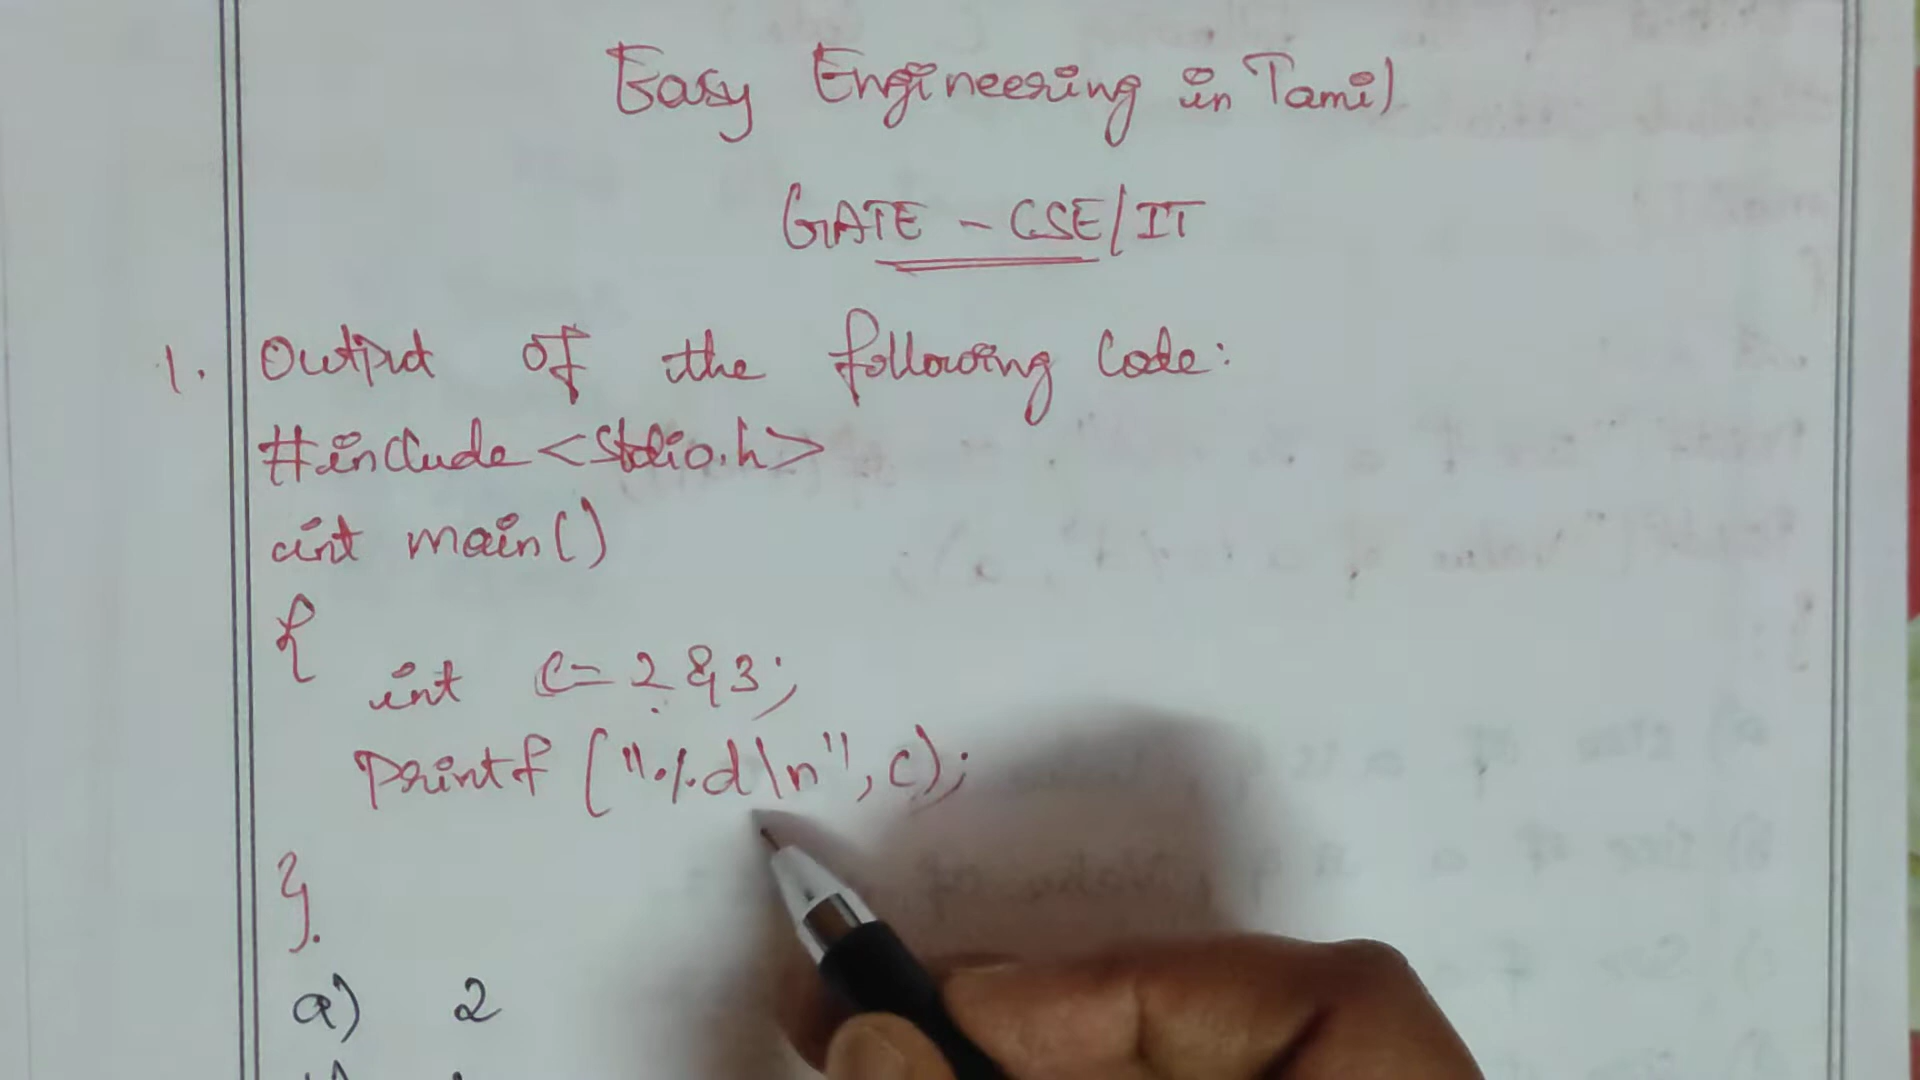 Easy Engineering in Tamil
GATE - CSE/IT
1. Output of the following Code:
#include <stdio.h>
int main()
{
int c=2&3;
printf ("%d\n", c);
}.
a) 2